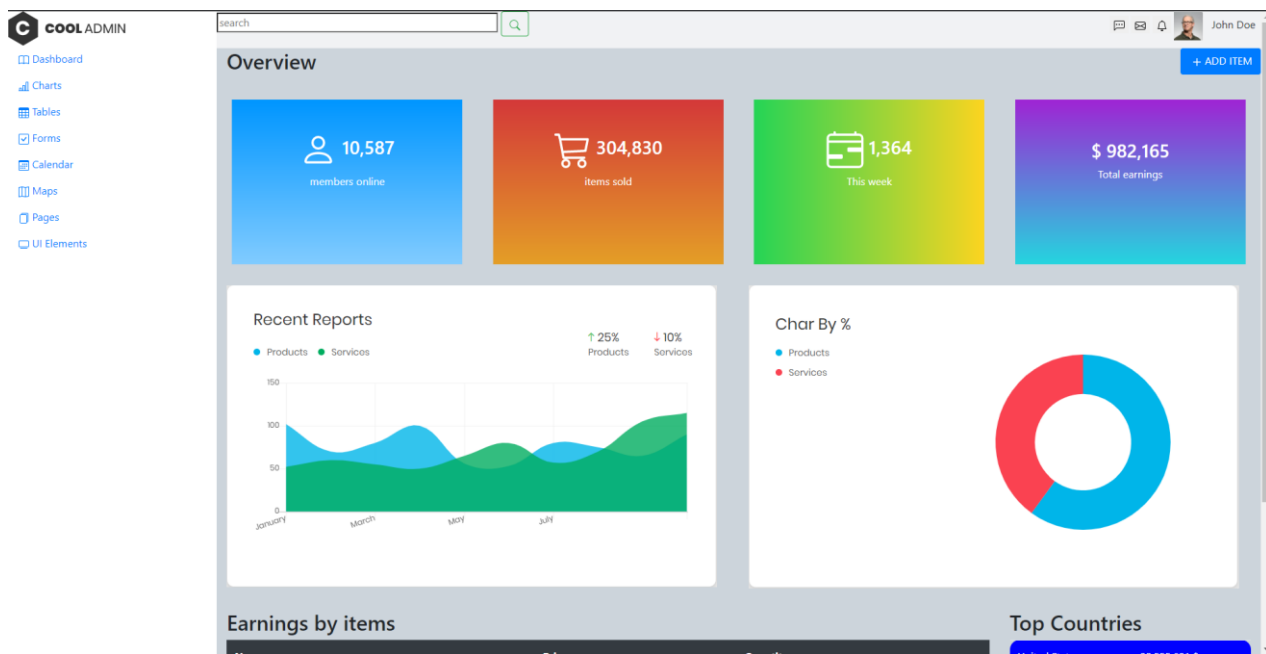 COOL ADMIN
search
John Doe
Dashboard
Charts
Tables
Forms
Calendar
Maps
Pages
UI Elements
Overview
+ ADD ITEM
10,587
members online
304,830
items sold
1,364
This week
$ 982,165
Total earnings
Recent Reports
Products Services
↑ 25% ↓ 10%
Products Services
150
100
50
0
January March May July
Char By %
Products
Services
Earnings by items
Top Countries